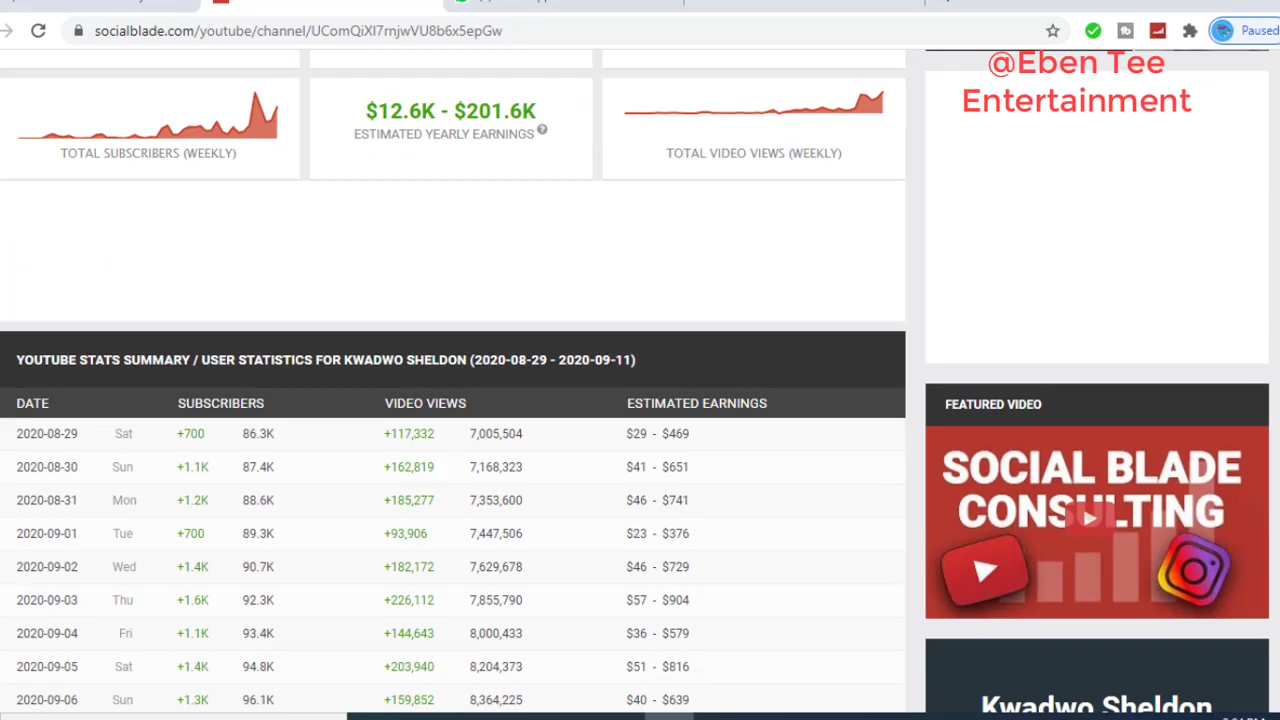 socialblade.com/youtube/channel/UComQiXl7rnjwVU8b6x5epGw
Paused
@Eben Tee
Entertainment
$12.6K - $201.6K
ESTIMATED YEARLY EARNINGS
TOTAL SUBSCRIBERS (WEEKLY)
TOTAL VIDEO VIEWS (WEEKLY)
YOUTUBE STATS SUMMARY / USER STATISTICS FOR KWADWO SHELDON (2020-08-29 - 2020-09-11)
DATE SUBSCRIBERS VIDEO VIEWS ESTIMATED EARNINGS
2020-08-29 Sat +700 86.3K +117,332 7,005,504 $29 - $469
2020-08-30 Sun +1.1K 87.4K +162,819 7,168,323 $41 - $651
2020-08-31 Mon +1.2K 88.6K +185,277 7,353,600 $46 - $741
2020-09-01 Tue +700 89.3K +93,906 7,447,506 $23 - $376
2020-09-02 Wed +1.4K 90.7K +182,172 7,629,678 $46 - $729
2020-09-03 Thu +1.6K 92.3K +226,112 7,855,790 $57 - $904
2020-09-04 Fri +1.1K 93.4K +144,643 8,000,433 $36 - $579
2020-09-05 Sat +1.4K 94.8K +203,940 8,204,373 $51 - $816
2020-09-06 Sun +1.3K 96.1K +159,852 8,364,225 $40 - $639
FEATURED VIDEO
SOCIAL BLADE
CONSULTING
Kwadwo Sheldon